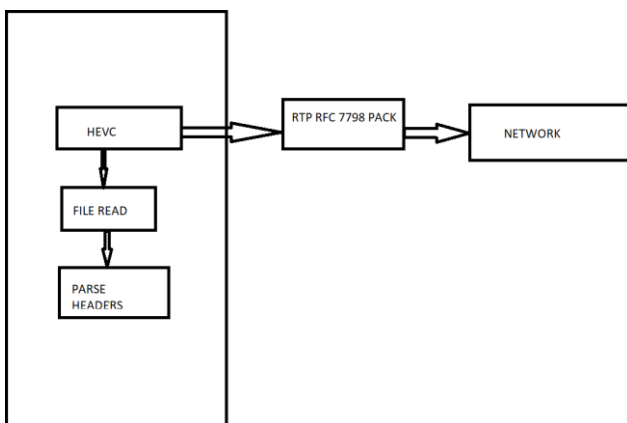 HEVC
RTP RFC 7798 PACK
NETWORK
FILE READ
PARSE
HEADERS